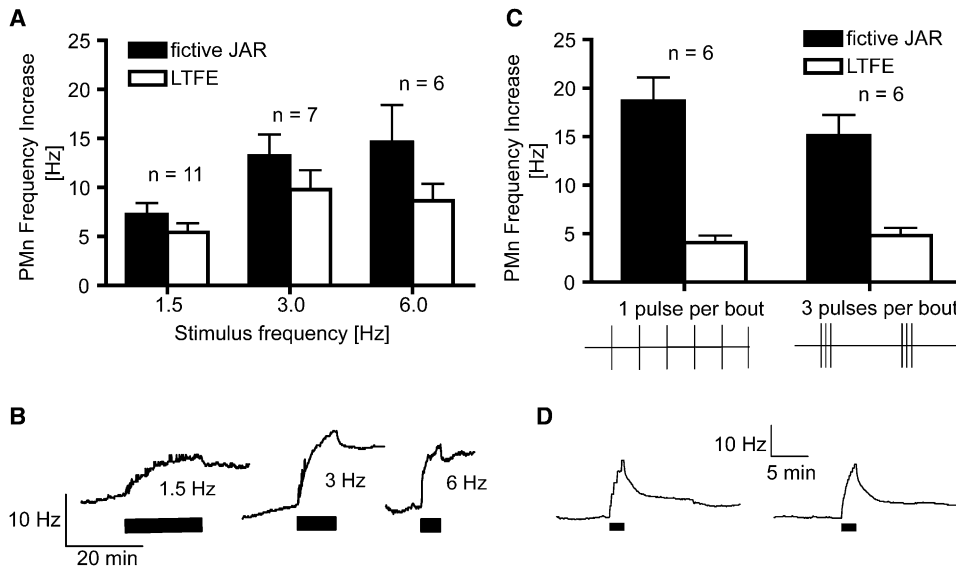 A
PMn Frequency Increase
[Hz]
25
20
15
10
5
0
fictive JAR
LTFE
n = 11
n = 7
n = 6
1.5
3.0
6.0
Stimulus frequency [Hz]
C
PMn Frequency Increase
[Hz]
25
20
15
10
5
0
fictive JAR
LTFE
n = 6
n = 6
1 pulse per bout
3 pulses per bout
B
1.5 Hz
3 Hz
6 Hz
10 Hz
20 min
D
10 Hz
5 min